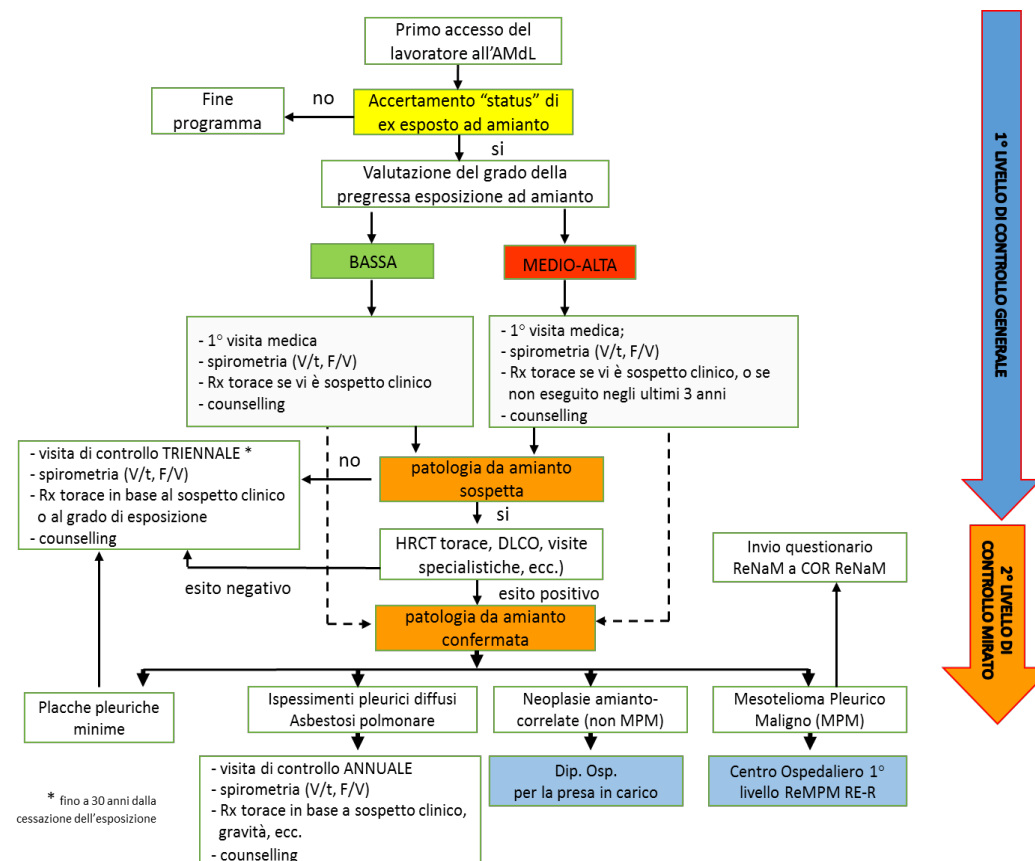 Primo accesso del
lavoratore all'AMdL
Fine
programma
no
Accertamento “status” di
ex esposto ad amianto
si
Valutazione del grado della
pregressa esposizione ad amianto
BASSA
MEDIO-ALTA
- 1° visita medica
- spirometria (V/t, F/V)
- Rx torace se vi è sospetto clinico
- counselling
- 1° visita medica;
- spirometria (V/t, F/V)
- Rx torace se vi è sospetto clinico, o se
non eseguito negli ultimi 3 anni
- counselling
- visita di controllo TRIENNALE *
- spirometria (V/t, F/V)
- Rx torace in base al sospetto clinico
o al grado di esposizione
- counselling
no
patologia da amianto
sospetta
si
HRCT torace, DLCO, visite
specialistiche, ecc.)
Invio questionario
ReNaM a COR ReNaM
esito negativo
esito positivo
patologia da amianto
confermata
Placche pleuriche
minime
Ispessimenti pleurici diffusi
Asbestosi polmonare
Neoplasie amianto-
correlate (non MPM)
Mesotelioma Pleurico
Maligno (MPM)
- visita di controllo ANNUALE
- spirometria (V/t, F/V)
- Rx torace in base a sospetto clinico,
gravità, ecc.
- counselling
Dip. Osp.
per la presa in carico
Centro Ospedaliero 1°
livello ReMPM RE-R
* fino a 30 anni dalla
cessazione dell'esposizione
1° LIVELLO DI CONTROLLO GENERALE
2° LIVELLO DI
CONTROLLO MIRATO